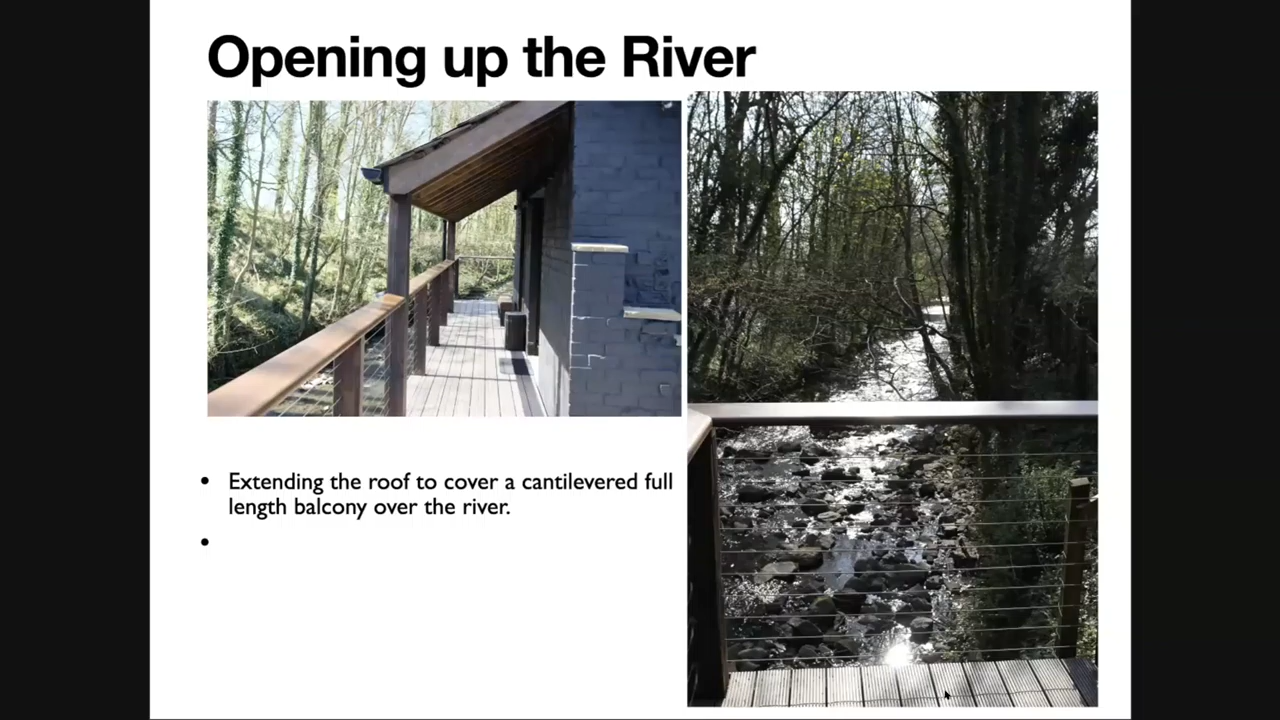 Opening up the River
• Extending the roof to cover a cantilevered full
length balcony over the river.
•